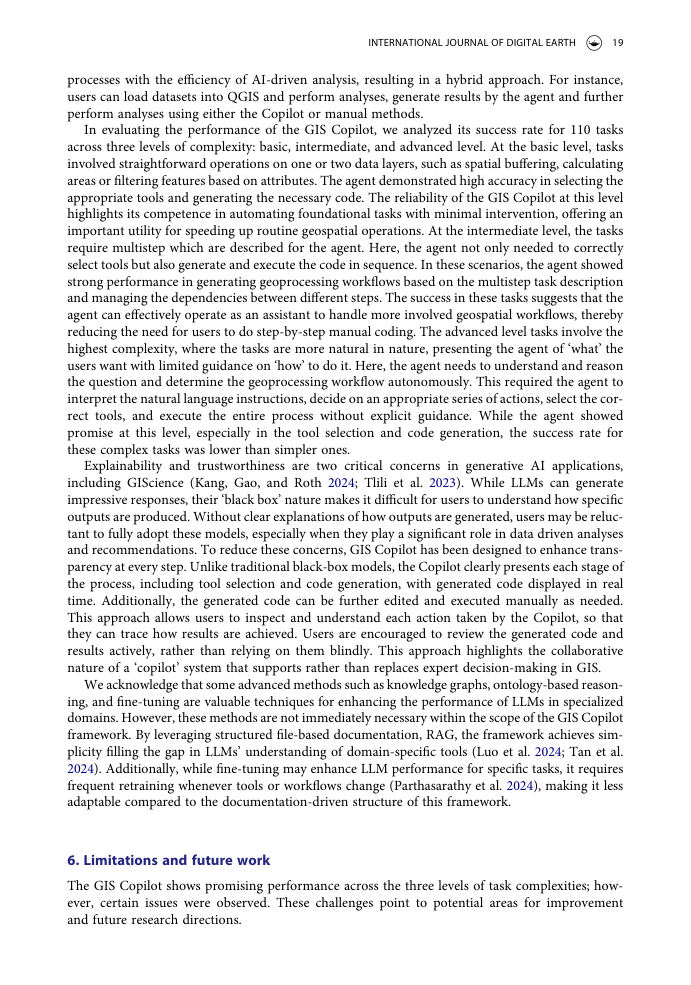 INTERNATIONAL JOURNAL OF DIGITAL EARTH 19
processes with the efficiency of AI-driven analysis, resulting in a hybrid approach. For instance,
users can load datasets into QGIS and perform analyses, generate results by the agent and further
perform analyses using either the Copilot or manual methods.
In evaluating the performance of the GIS Copilot, we analyzed its success rate for 110 tasks
across three levels of complexity: basic, intermediate, and advanced level. At the basic level, tasks
involved straightforward operations on one or two data layers, such as spatial buffering, calculating
areas or filtering features based on attributes. The agent demonstrated high accuracy in selecting the
appropriate tools and generating the necessary code. The reliability of the GIS Copilot at this level
highlights its competence in automating foundational tasks with minimal intervention, offering an
important utility for speeding up routine geospatial operations. At the intermediate level, the tasks
require multistep which are described for the agent. Here, the agent not only needed to correctly
select tools but also generate and execute the code in sequence. In these scenarios, the agent showed
strong performance in generating geoprocessing workflows based on the multistep task description
and managing the dependencies between different steps. The success in these tasks suggests that the
agent can effectively operate as an assistant to handle more involved geospatial workflows, thereby
reducing the need for users to do step-by-step manual coding. The advanced level tasks involve the
highest complexity, where the tasks are more natural in nature, presenting the agent of ‘what’ the
users want with limited guidance on ‘how’ to do it. Here, the agent needs to understand and reason
the question and determine the geoprocessing workflow autonomously. This required the agent to
interpret the natural language instructions, decide on an appropriate series of actions, select the cor-
rect tools, and execute the entire process without explicit guidance. While the agent showed
promise at this level, especially in the tool selection and code generation, the success rate for
these complex tasks was lower than simpler ones.
Explainability and trustworthiness are two critical concerns in generative AI applications,
including GIScience (Kang, Gao, and Roth 2024; Tlili et al. 2023). While LLMs can generate
impressive responses, their ‘black box’ nature makes it difficult for users to understand how specific
outputs are produced. Without clear explanations of how outputs are generated, users may be reluc-
tant to fully adopt these models, especially when they play a significant role in data driven analyses
and recommendations. To reduce these concerns, GIS Copilot has been designed to enhance trans-
parency at every step. Unlike traditional black-box models, the Copilot clearly presents each stage of
the process, including tool selection and code generation, with generated code displayed in real
time. Additionally, the generated code can be further edited and executed manually as needed.
This approach allows users to inspect and understand each action taken by the Copilot, so that
they can trace how results are achieved. Users are encouraged to review the generated code and
results actively, rather than relying on them blindly. This approach highlights the collaborative
nature of a ‘copilot’ system that supports rather than replaces expert decision-making in GIS.
We acknowledge that some advanced methods such as knowledge graphs, ontology-based reason-
ing, and fine-tuning are valuable techniques for enhancing the performance of LLMs in specialized
domains. However, these methods are not immediately necessary within the scope of the GIS Copilot
framework. By leveraging structured file-based documentation, RAG, the framework achieves sim-
plicity filling the gap in LLMs’ understanding of domain-specific tools (Luo et al. 2024; Tan et al.
2024). Additionally, while fine-tuning may enhance LLM performance for specific tasks, it requires
frequent retraining whenever tools or workflows change (Parthasarathy et al. 2024), making it less
adaptable compared to the documentation-driven structure of this framework.
6. Limitations and future work
The GIS Copilot shows promising performance across the three levels of task complexities; how-
ever, certain issues were observed. These challenges point to potential areas for improvement
and future research directions.